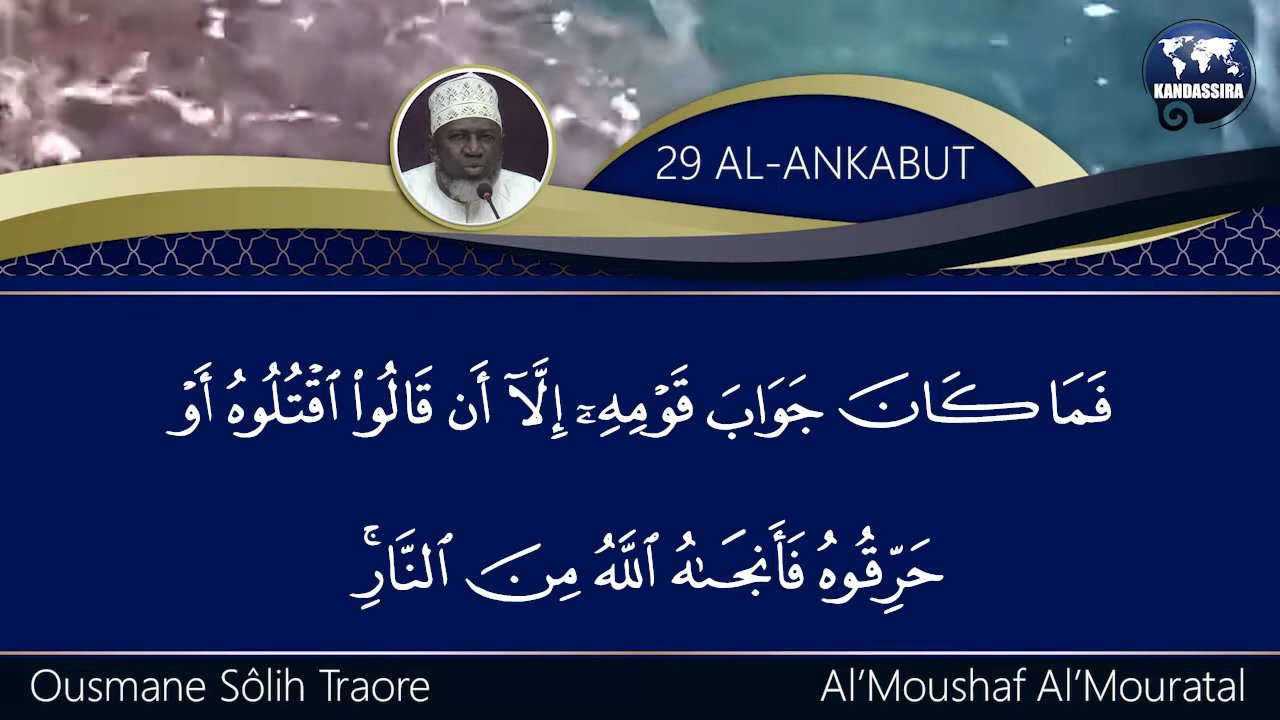 KANDASSIRA
29 AL-ANKABUT
فَمَا كَانَ جَوَابَ قَوْمِهِۦٓ إِلَّآ أَن قَالُوا۟ ٱقْتُلُوهُ أَوْ
حَرِّقُوهُ فَأَنجَىٰهُ ٱللَّهُ مِنَ ٱلنَّارِ ۚ
Ousmane Sôlih Traore
Al’Moushaf Al’Mouratal